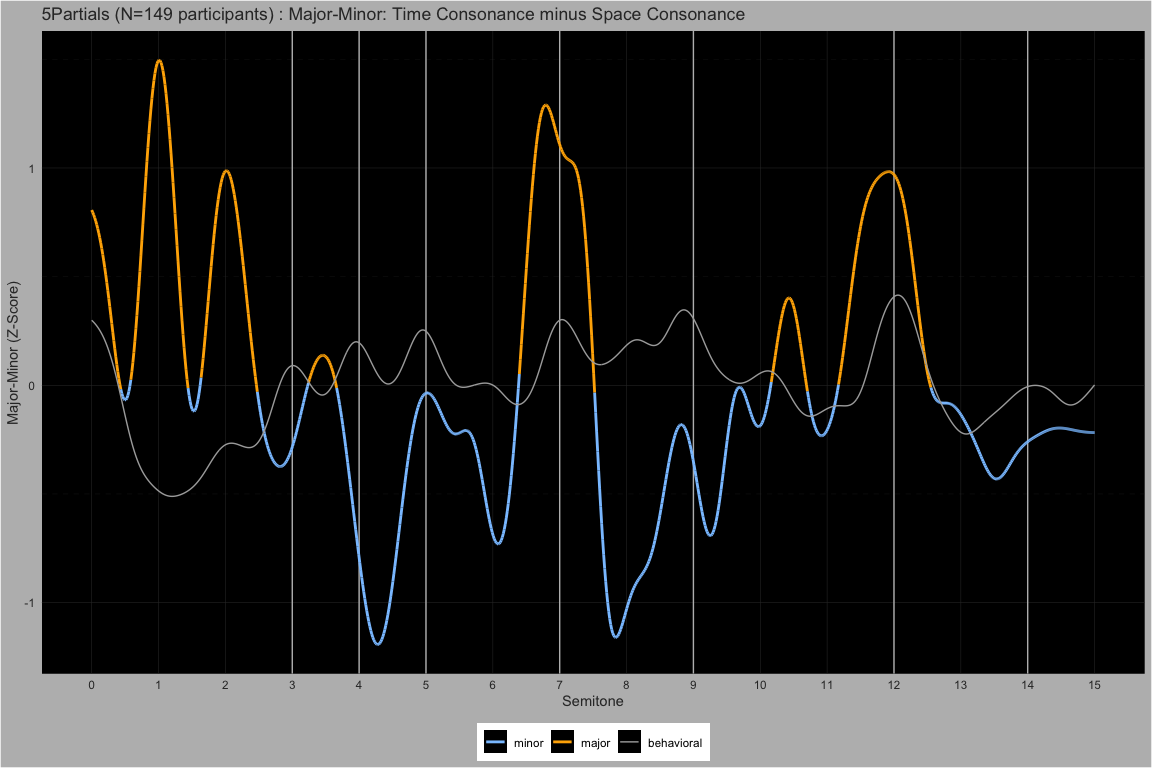 5Partials (N=149 participants) : Major-Minor: Time Consonance minus Space Consonance
Major-Minor (Z-Score)
1
0
-1
0 1 2 3 4 5 6 7 8 9 10 11 12 13 14 15
Semitone
minor major behavioral